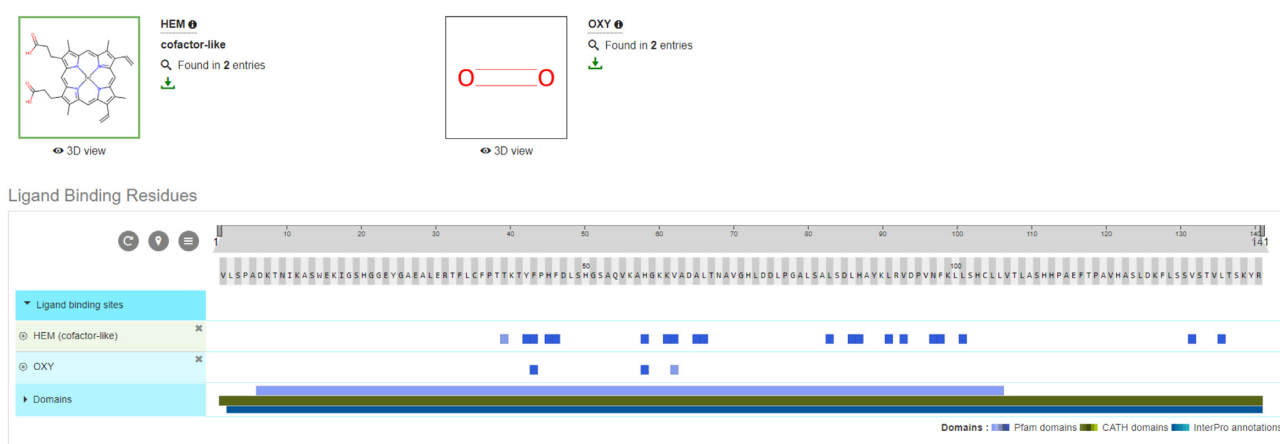 HEM
cofactor-like
Found in 2 entries
3D view
OXY
Found in 2 entries
O O
3D view
Ligand Binding Residues
1 10 20 30 40 50 60 70 80 90 100 110 120 130 140 141
50 100
VLSPADKTNIKASWEKIGSHGGEYGAEALERTFLCFPTTKTYFPHFDLSHGSAQVKAHGKKVADALTNAVGHLDDLPGALSALSDLHAYKLRVDPVNFKLLSHCLLVTLASHHPAEFTPAVHASLDKFLSSVSTVLTSKYR
Ligand binding sites
HEM (cofactor-like)
OXY
Domains
Domains : Pfam domains CATH domains InterPro annotations